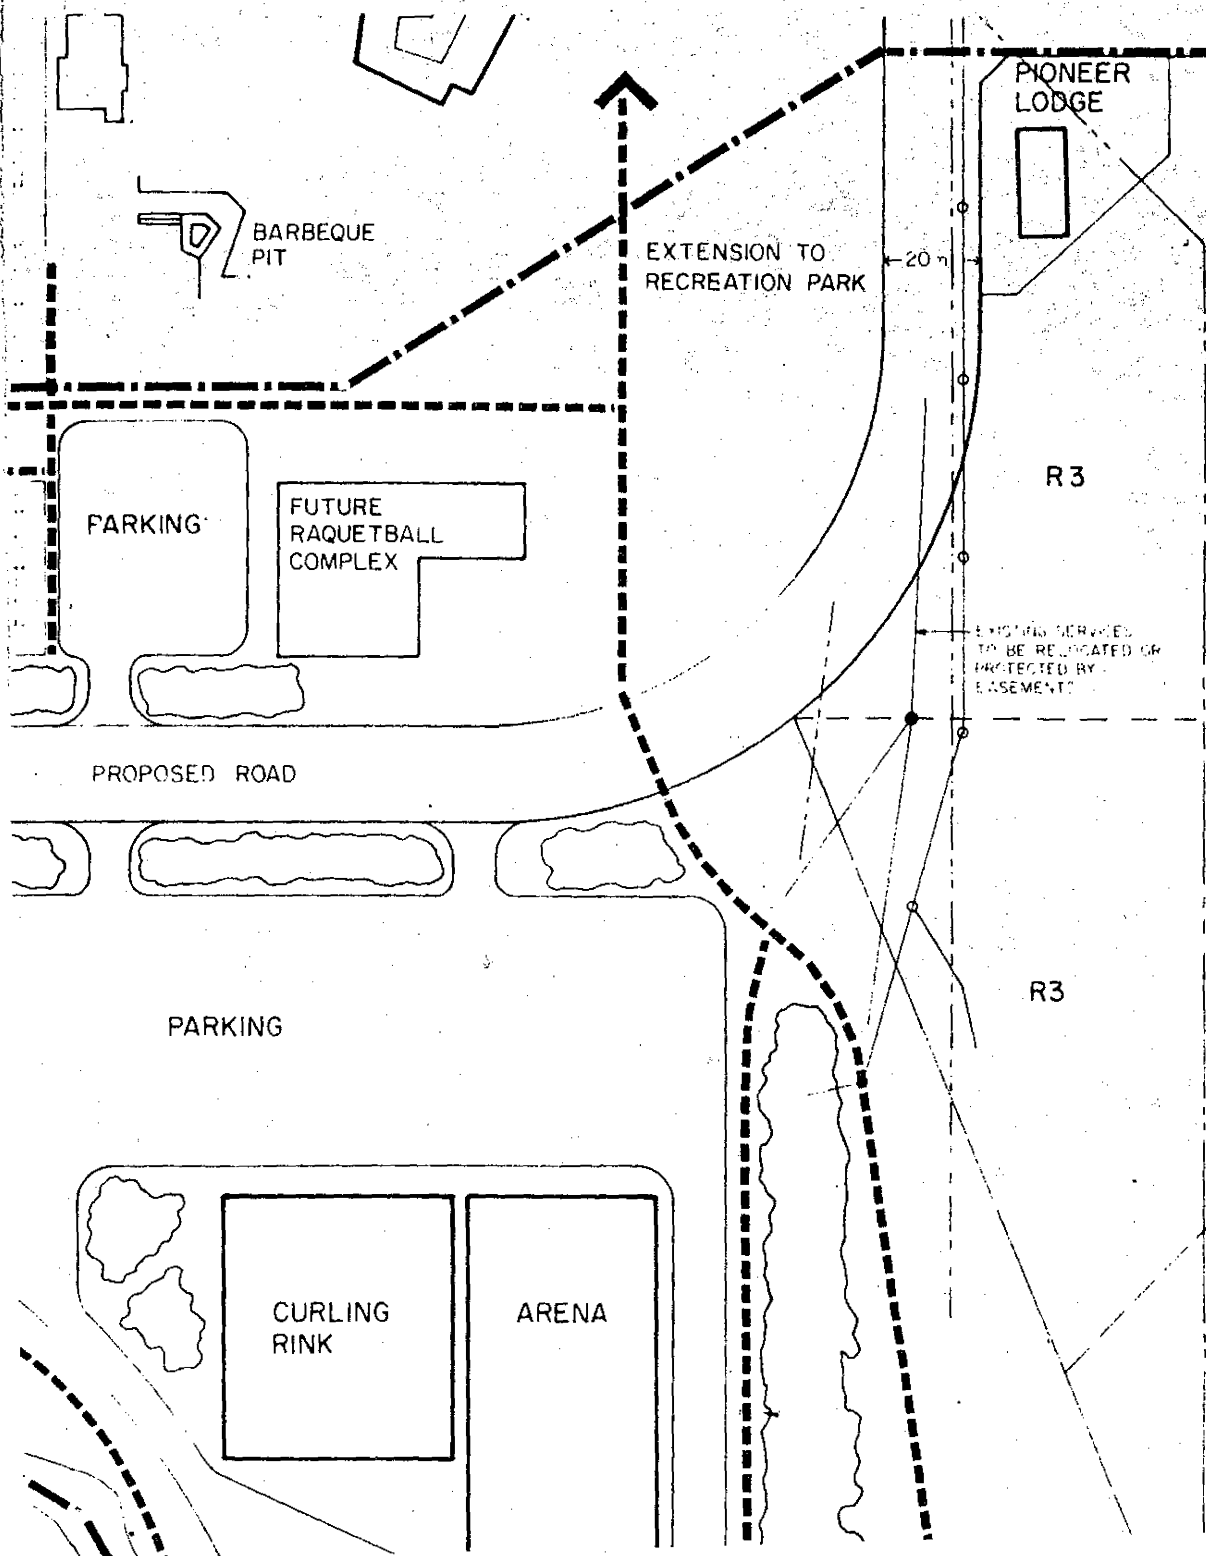 PIONEER
LODGE
BARBEQUE
PIT
EXTENSION TO
RECREATION PARK
20 m
R3
PARKING
FUTURE
RAQUETBALL
COMPLEX
EXISTING SERVICES
TO BE RELOCATED OR
PROTECTED BY
EASEMENTS
PROPOSED ROAD
R3
PARKING
CURLING
RINK
ARENA